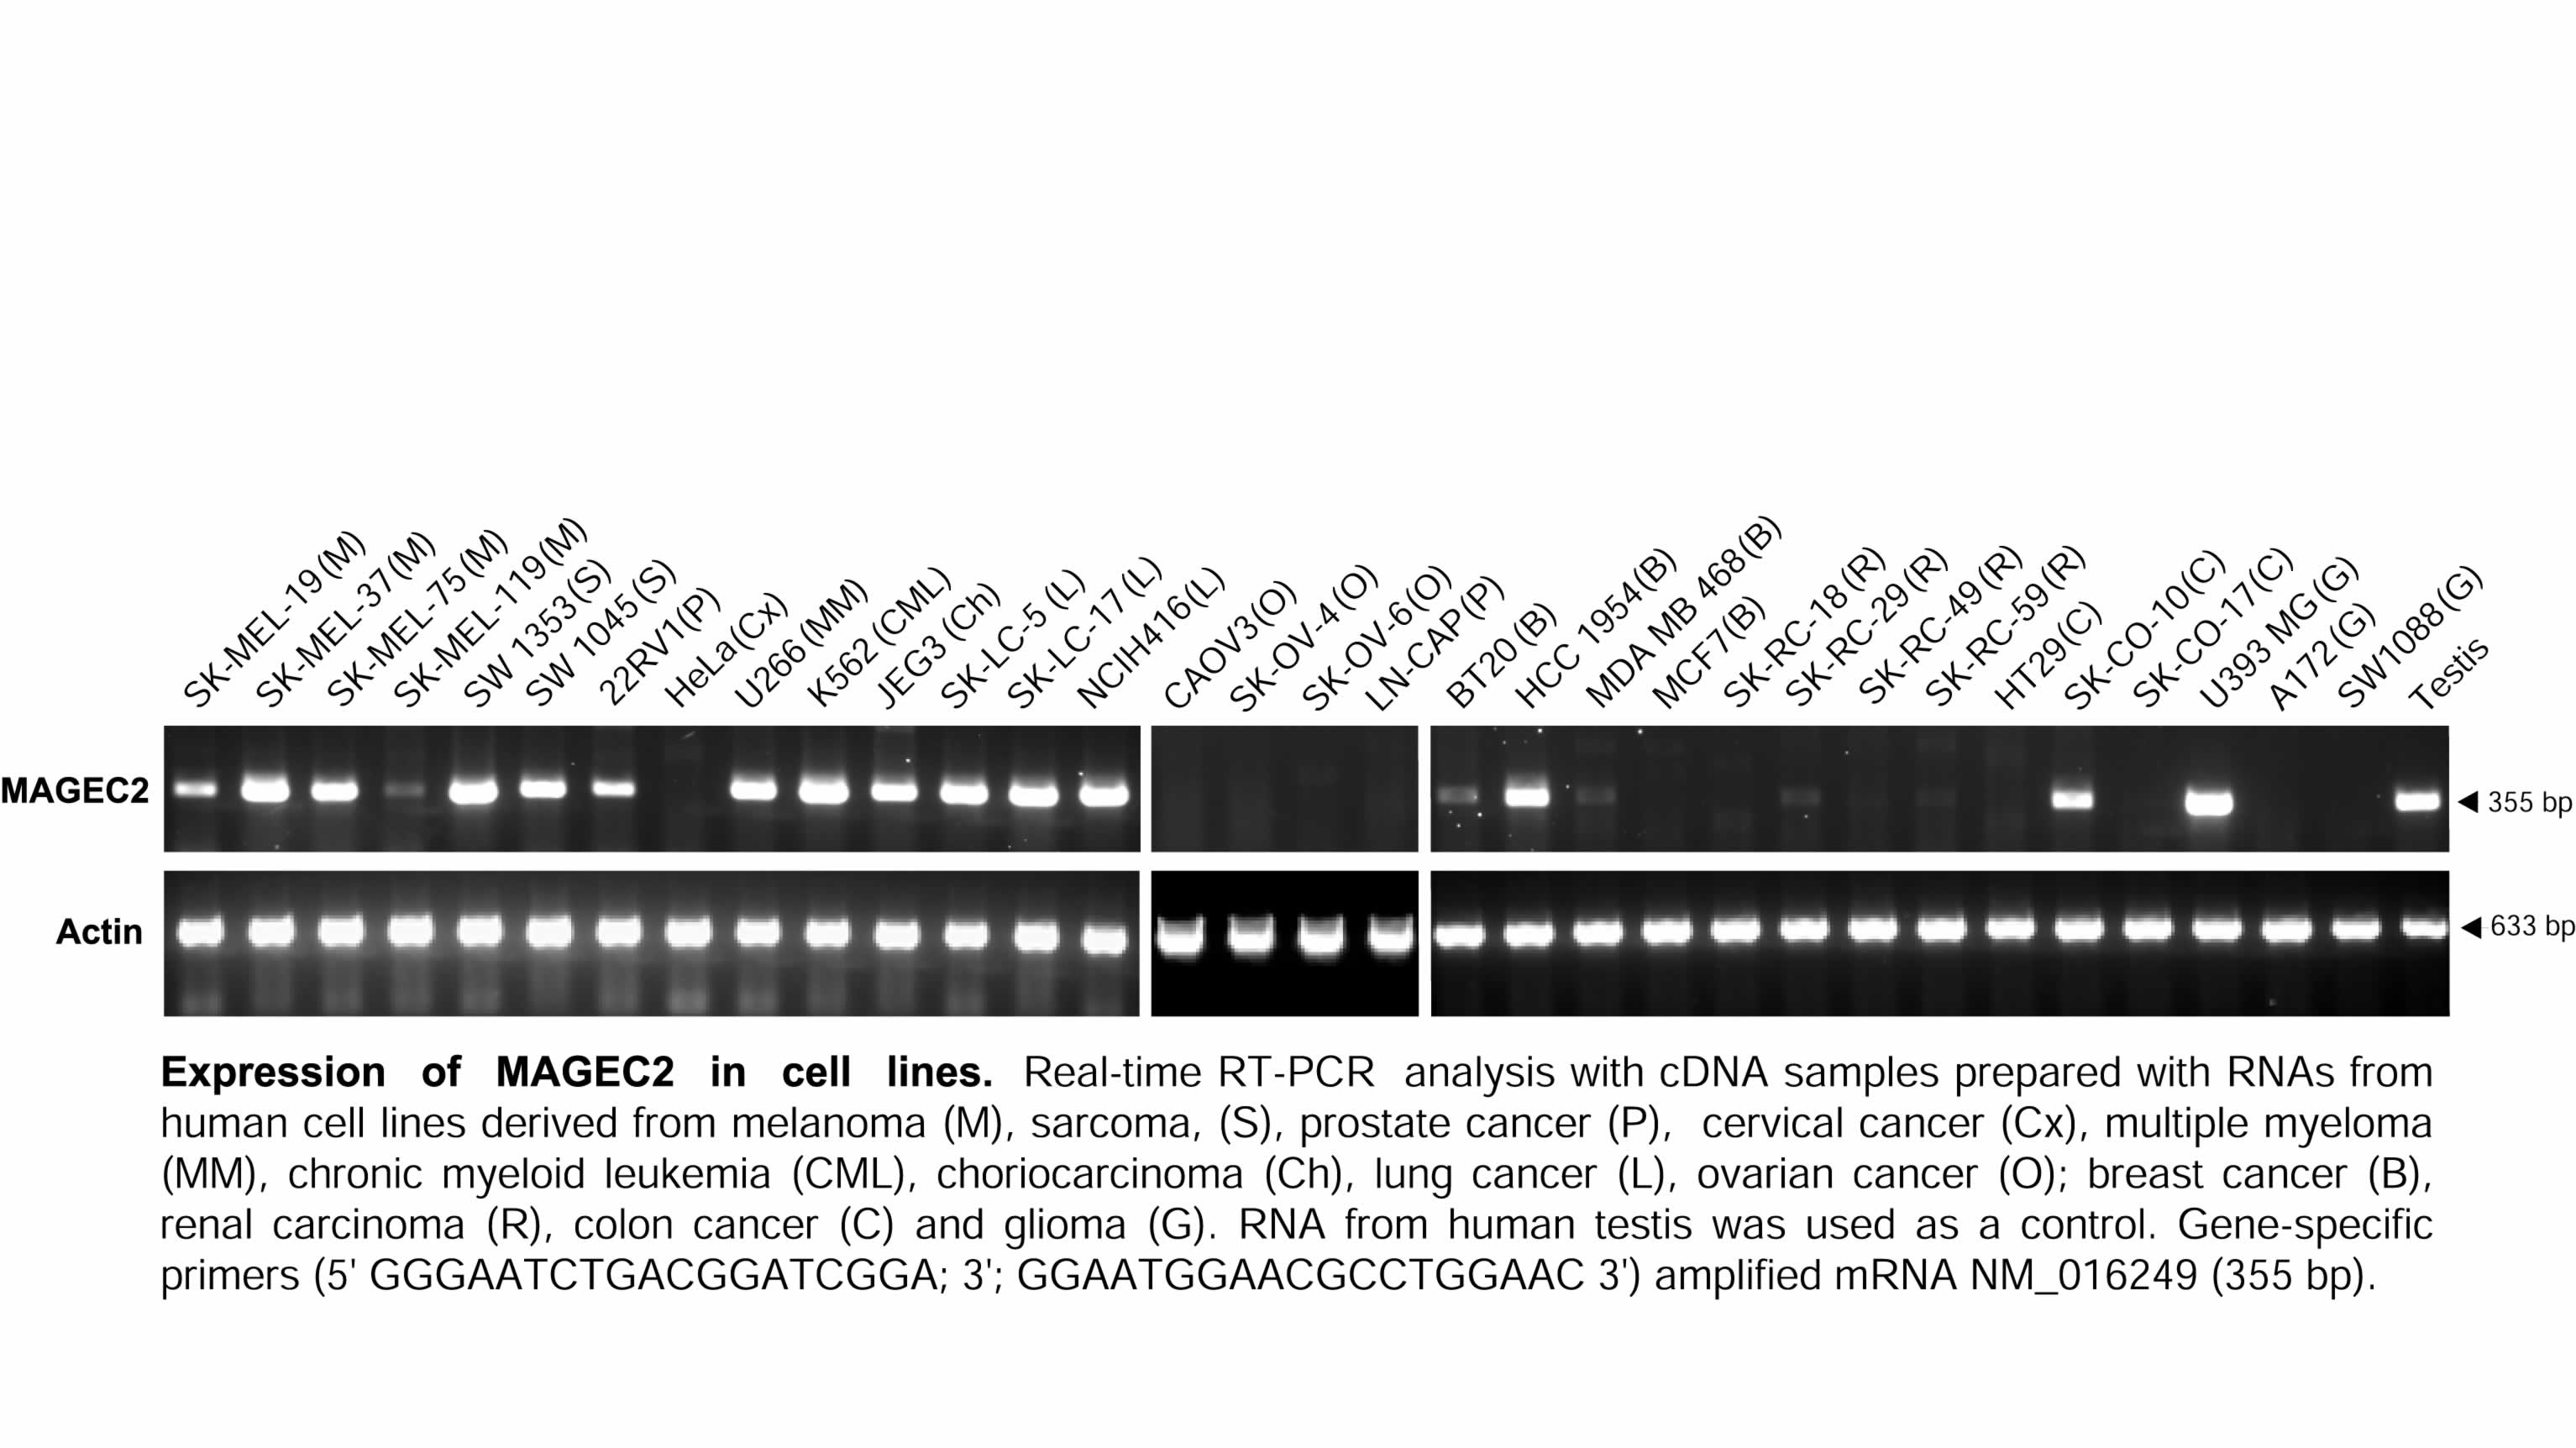 SK-MEL-19 (M)
SK-MEL-37 (M)
SK-MEL-75 (M)
SK-MEL-119 (M)
SW 1353 (S)
SW 1045 (S)
22RV1 (P)
HeLa (Cx)
U266 (MM)
K562 (CML)
JEG3 (Ch)
SK-LC-5 (L)
SK-LC-17 (L)
NCIH416 (L)
CAOV3 (O)
SK-OV-4 (O)
SK-OV-6 (O)
LN-CAP (P)
BT20 (B)
HCC 1954 (B)
MDA MB 468 (B)
MCF7 (B)
SK-RC-18 (R)
SK-RC-29 (R)
SK-RC-49 (R)
SK-RC-59 (R)
HT29 (C)
SK-CO-10 (C)
SK-CO-17 (C)
U393 MG (G)
A172 (G)
SW1088 (G)
Testis
MAGEC2
355 bp
Actin
633 bp
Expression of MAGEC2 in cell lines. Real-time RT-PCR analysis with cDNA samples prepared with RNAs from
human cell lines derived from melanoma (M), sarcoma, (S), prostate cancer (P), cervical cancer (Cx), multiple myeloma
(MM), chronic myeloid leukemia (CML), choriocarcinoma (Ch), lung cancer (L), ovarian cancer (O); breast cancer (B),
renal carcinoma (R), colon cancer (C) and glioma (G). RNA from human testis was used as a control. Gene-specific
primers (5' GGGAATCTGACGGATCGGA; 3'; GGAATGGAACGCCTGGAAC 3') amplified mRNA NM_016249 (355 bp).